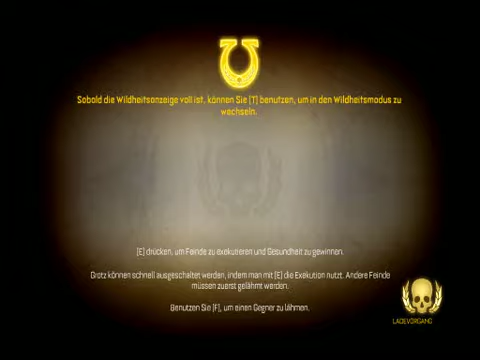 Sobald die Wildheitsanzeige voll ist, können Sie [T] benutzen, um in den Wildheitsmodus zu
wechseln.
[E] drücken, um Feinde zu exekutieren und Gesundheit zu gewinnen.
Grotz können schnell ausgeschaltet werden, indem man mit [E] die Exekution nutzt. Andere Feinde
müssen zuerst gelähmt werden.
Benutzen Sie [F], um einen Gegner zu lähmen.
LADEVORGANG